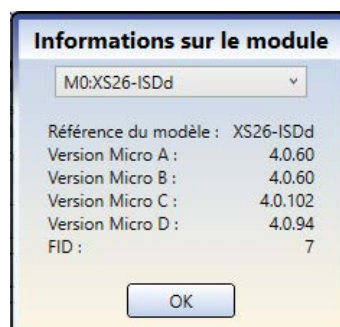 Informations sur le module
M0:XS26-ISDd
Référence du modèle : XS26-ISDd
Version Micro A : 4.0.60
Version Micro B : 4.0.60
Version Micro C : 4.0.102
Version Micro D : 4.0.94
FID : 7
OK